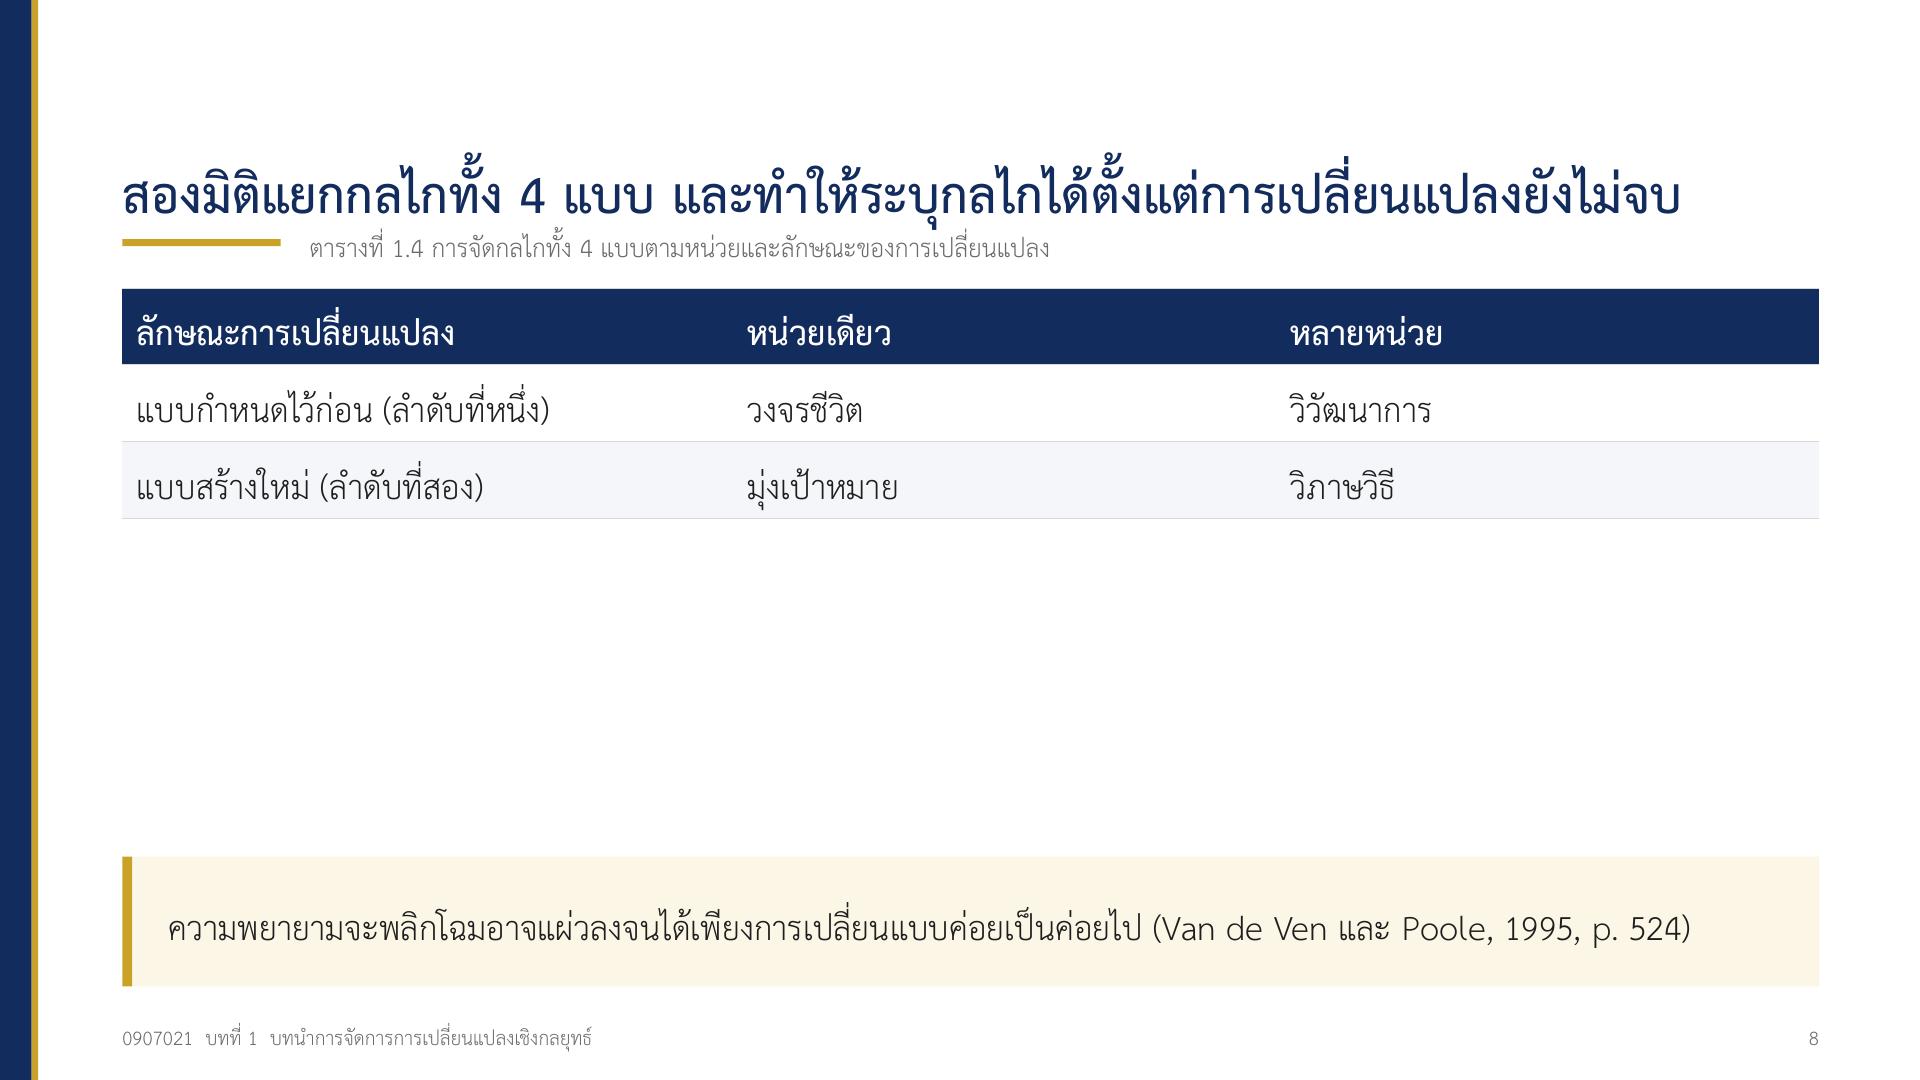 สองมิติแยกกลไกทั้ง 4 แบบ และทำให้ระบุกลไกได้ตั้งแต่การเปลี่ยนแปลงยังไม่จบ
ตารางที่ 1.4 การจัดกลไกทั้ง 4 แบบตามหน่วยและลักษณะของการเปลี่ยนแปลง
ลักษณะการเปลี่ยนแปลง หน่วยเดียว หลายหน่วย
แบบกำหนดไว้ก่อน (ลำดับที่หนึ่ง) วงจรชีวิต วิวัฒนาการ
แบบสร้างใหม่ (ลำดับที่สอง) มุ่งเป้าหมาย วิภาษวิธี
ความพยายามจะพลิกโฉมอาจแผ่วลงจนได้เพียงการเปลี่ยนแบบค่อยเป็นค่อยไป (Van de Ven และ Poole, 1995, p. 524)
0907021 บทที่ 1 บทนำการจัดการการเปลี่ยนแปลงเชิงกลยุทธ์ 8